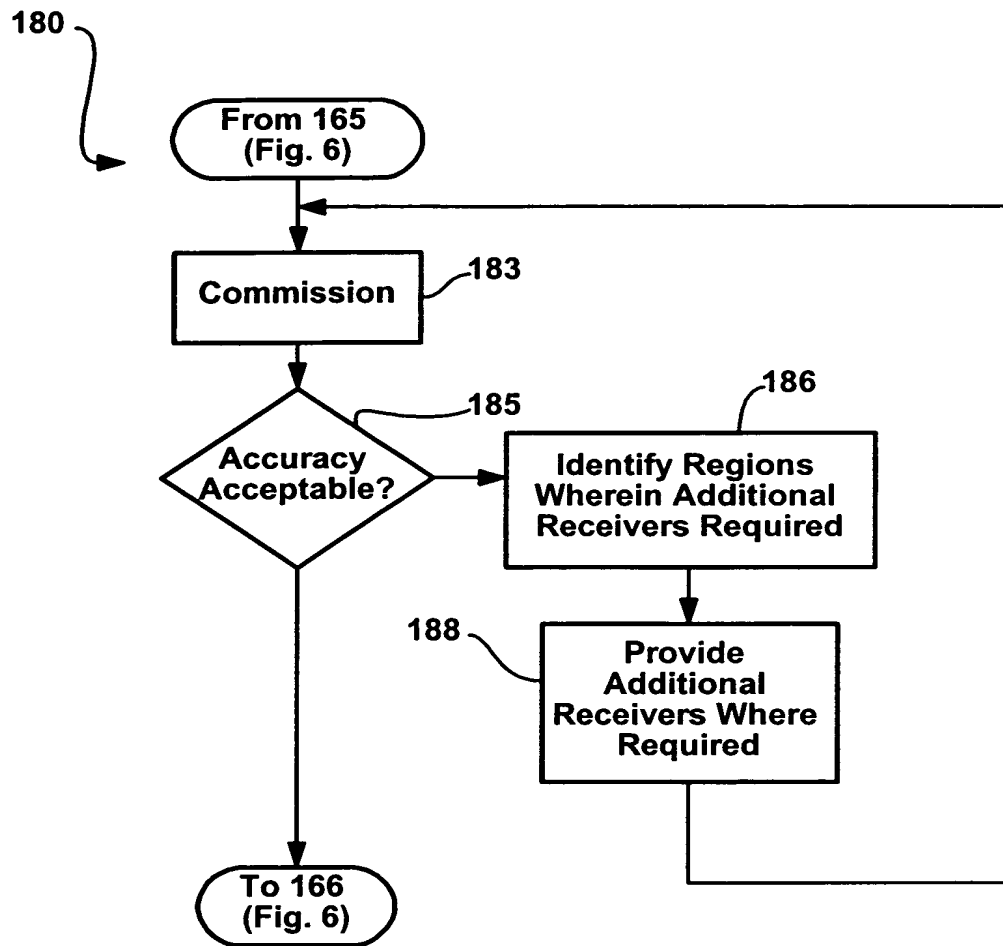 180
From 165
(Fig. 6)
183
Commission
185
Accuracy
Acceptable?
186
Identify Regions
Wherein Additional
Receivers Required
188
Provide
Additional
Receivers Where
Required
To 166
(Fig. 6)